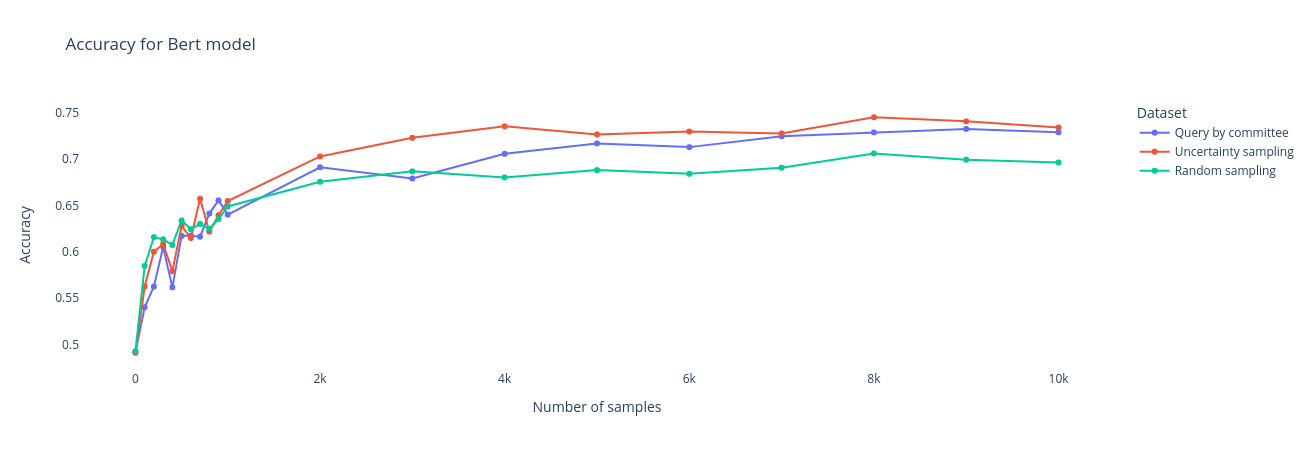 Accuracy for Bert model
0.75
0.7
0.65
0.6
0.55
0.5
Accuracy
0
2k
4k
6k
8k
10k
Number of samples
Dataset
Query by committee
Uncertainty sampling
Random sampling